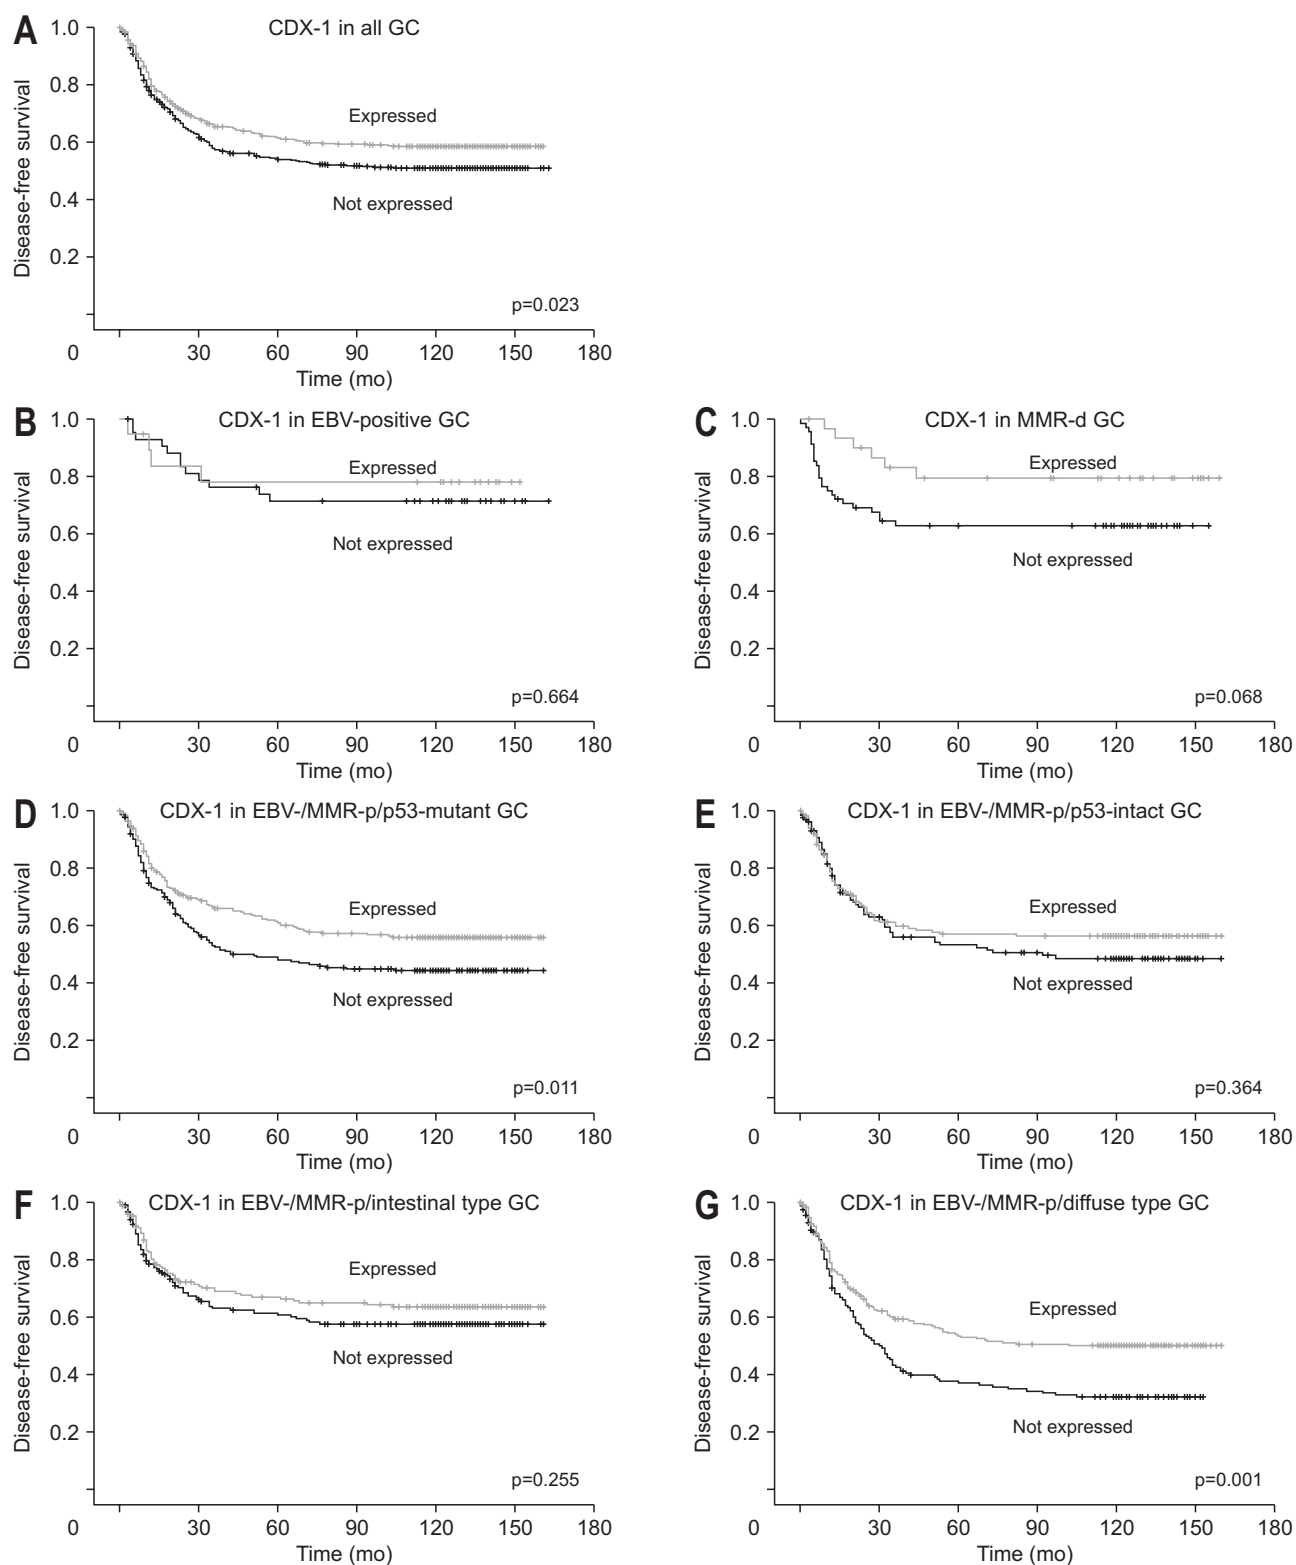 A
CDX-1 in all GC
Disease-free survival
1.0
0.8
0.6
0.4
0.2
Expressed
Not expressed
p=0.023
0 30 60 90 120 150 180
Time (mo)
B
CDX-1 in EBV-positive GC
Disease-free survival
1.0
0.8
0.6
0.4
0.2
Expressed
Not expressed
p=0.664
0 30 60 90 120 150 180
Time (mo)
C
CDX-1 in MMR-d GC
Disease-free survival
1.0
0.8
0.6
0.4
0.2
Expressed
Not expressed
p=0.068
0 30 60 90 120 150 180
Time (mo)
D
CDX-1 in EBV-/MMR-p/p53-mutant GC
Disease-free survival
1.0
0.8
0.6
0.4
0.2
Expressed
Not expressed
p=0.011
0 30 60 90 120 150 180
Time (mo)
E
CDX-1 in EBV-/MMR-p/p53-intact GC
Disease-free survival
1.0
0.8
0.6
0.4
0.2
Expressed
Not expressed
p=0.364
0 30 60 90 120 150 180
Time (mo)
F
CDX-1 in EBV-/MMR-p/intestinal type GC
Disease-free survival
1.0
0.8
0.6
0.4
0.2
Expressed
Not expressed
p=0.255
0 30 60 90 120 150 180
Time (mo)
G
CDX-1 in EBV-/MMR-p/diffuse type GC
Disease-free survival
1.0
0.8
0.6
0.4
0.2
Expressed
Not expressed
p=0.001
0 30 60 90 120 150 180
Time (mo)